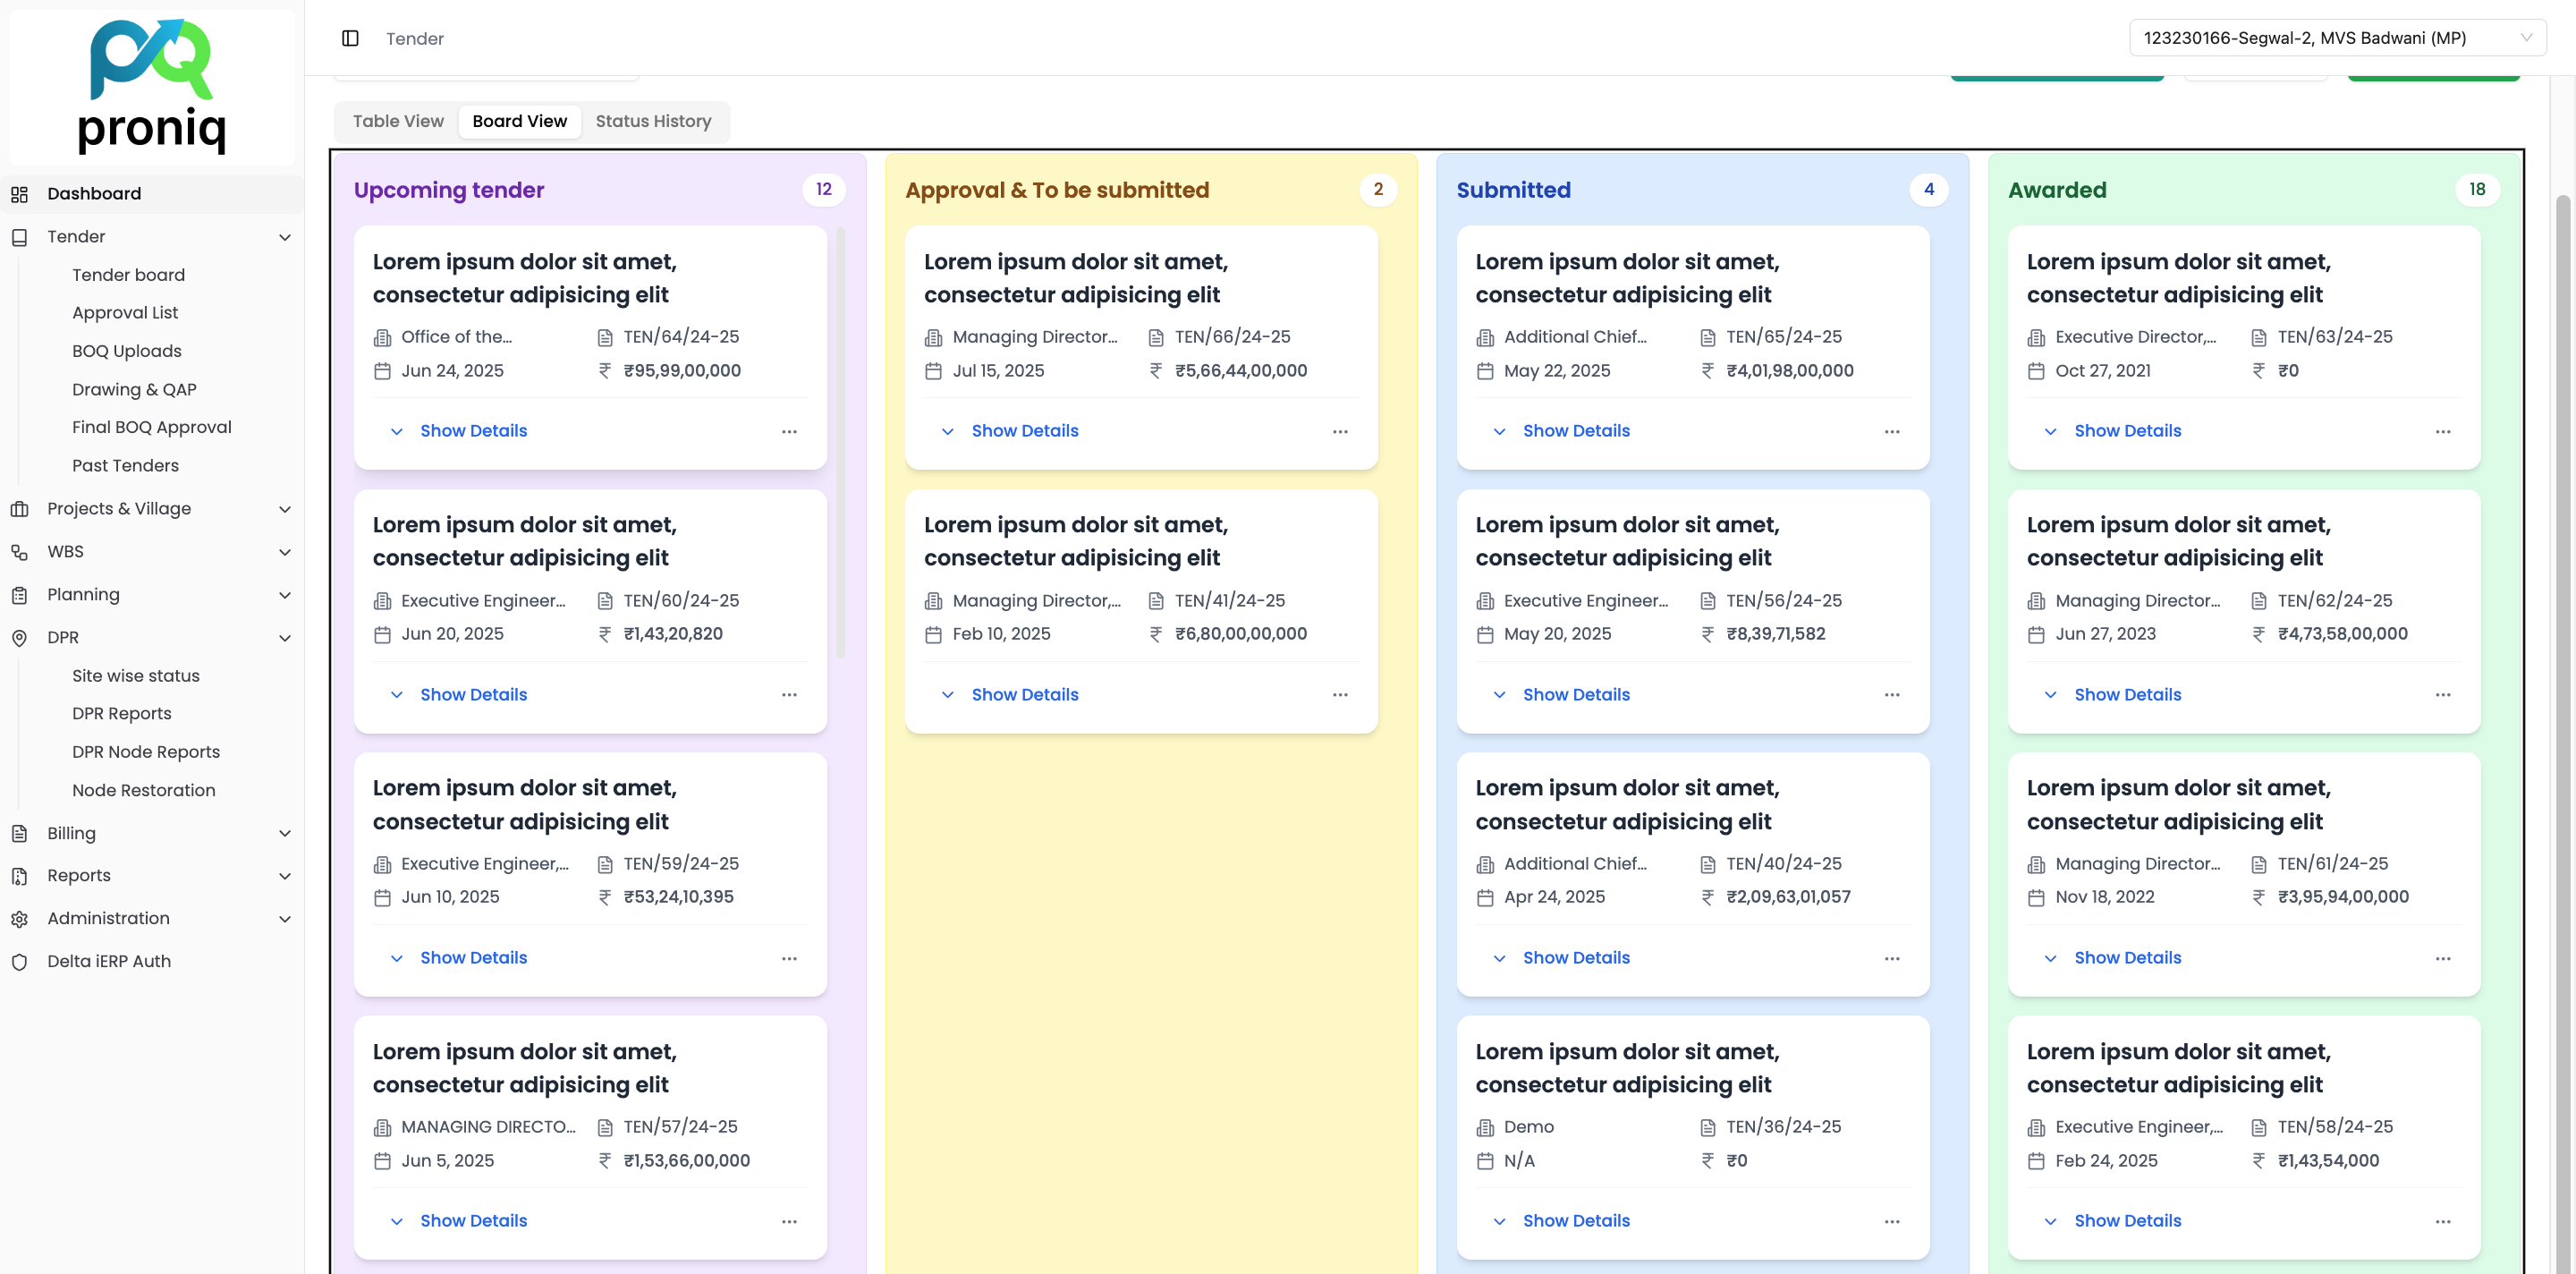 proniq
Dashboard
Tender
Tender board
Approval List
BOQ Uploads
Drawing & QAP
Final BOQ Approval
Past Tenders
Projects & Village
WBS
Planning
DPR
Site wise status
DPR Reports
DPR Node Reports
Node Restoration
Billing
Reports
Administration
Delta iERP Auth
Tender
123230166-Segwal-2, MVS Badwani (MP)
Table View
Board View
Status History
Upcoming tender
12
Lorem ipsum dolor sit amet,
consectetur adipisicing elit
Office of the...
TEN/64/24-25
Jun 24, 2025
₹ ₹95,99,00,000
Show Details
Lorem ipsum dolor sit amet,
consectetur adipisicing elit
Executive Engineer...
TEN/60/24-25
Jun 20, 2025
₹ ₹1,43,20,820
Show Details
Lorem ipsum dolor sit amet,
consectetur adipisicing elit
Executive Engineer,...
TEN/59/24-25
Jun 10, 2025
₹ ₹53,24,10,395
Show Details
Lorem ipsum dolor sit amet,
consectetur adipisicing elit
MANAGING DIRECTO...
TEN/57/24-25
Jun 5, 2025
₹ ₹1,53,66,00,000
Show Details
Approval & To be submitted
2
Lorem ipsum dolor sit amet,
consectetur adipisicing elit
Managing Director...
TEN/66/24-25
Jul 15, 2025
₹ ₹5,66,44,00,000
Show Details
Lorem ipsum dolor sit amet,
consectetur adipisicing elit
Managing Director,...
TEN/41/24-25
Feb 10, 2025
₹ ₹6,80,00,00,000
Show Details
Submitted
4
Lorem ipsum dolor sit amet,
consectetur adipisicing elit
Additional Chief...
TEN/65/24-25
May 22, 2025
₹ ₹4,01,98,00,000
Show Details
Lorem ipsum dolor sit amet,
consectetur adipisicing elit
Executive Engineer...
TEN/56/24-25
May 20, 2025
₹ ₹8,39,71,582
Show Details
Lorem ipsum dolor sit amet,
consectetur adipisicing elit
Additional Chief...
TEN/40/24-25
Apr 24, 2025
₹ ₹2,09,63,01,057
Show Details
Lorem ipsum dolor sit amet,
consectetur adipisicing elit
Demo
TEN/36/24-25
N/A
₹ ₹0
Show Details
Awarded
18
Lorem ipsum dolor sit amet,
consectetur adipisicing elit
Executive Director,...
TEN/63/24-25
Oct 27, 2021
₹ ₹0
Show Details
Lorem ipsum dolor sit amet,
consectetur adipisicing elit
Managing Director...
TEN/62/24-25
Jun 27, 2023
₹ ₹4,73,58,00,000
Show Details
Lorem ipsum dolor sit amet,
consectetur adipisicing elit
Managing Director...
TEN/61/24-25
Nov 18, 2022
₹ ₹3,95,94,00,000
Show Details
Lorem ipsum dolor sit amet,
consectetur adipisicing elit
Executive Engineer,...
TEN/58/24-25
Feb 24, 2025
₹ ₹1,43,54,000
Show Details